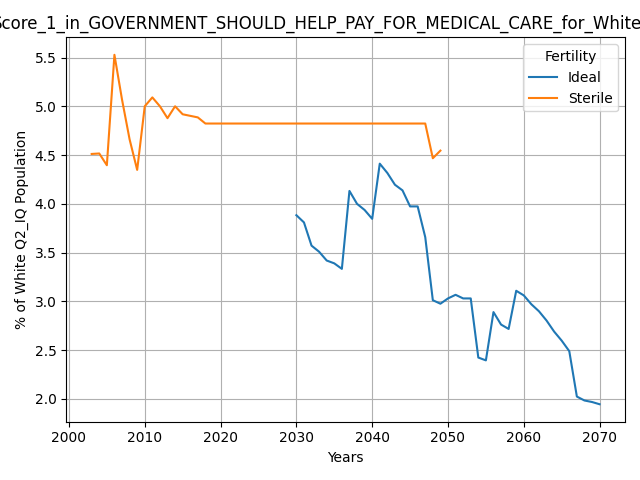 Score_1_in_GOVERNMENT_SHOULD_HELP_PAY_FOR_MEDICAL_CARE_for_White
Fertility
Ideal
Sterile
5.5
5.0
4.5
4.0
3.5
3.0
2.5
2.0
% of White Q2_IQ Population
2000 2010 2020 2030 2040 2050 2060 2070
Years